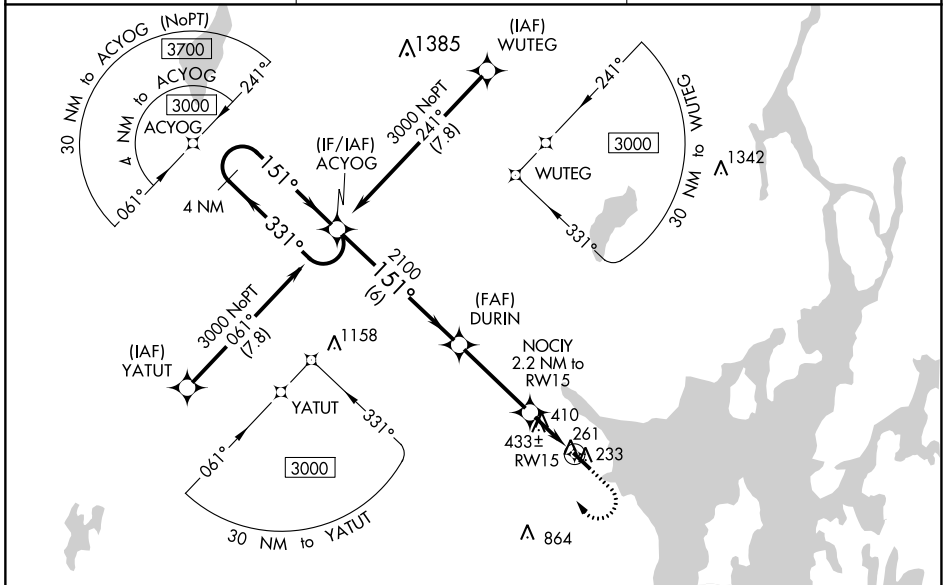 30 NM to ACYOG (NoPT)
3700
4 NM to ACYOG
3000
ACYOG
241°
061°
1385
(IAF)
WUTEG
3000 NoPT
241°
(7.8)
(IF/IAF)
ACYOG
151°
4 NM
331°
241°
30 NM to WUTEG
3000
WUTEG
331°
1342
2100
151°
(6)
(FAF)
DURIN
3000 NoPT
061°
(7.8)
(IAF)
YATUT
1158
YATUT
331°
061°
3000
30 NM to YATUT
NOCIY
2.2 NM to
RW15
410
433±
261
RW15
233
864